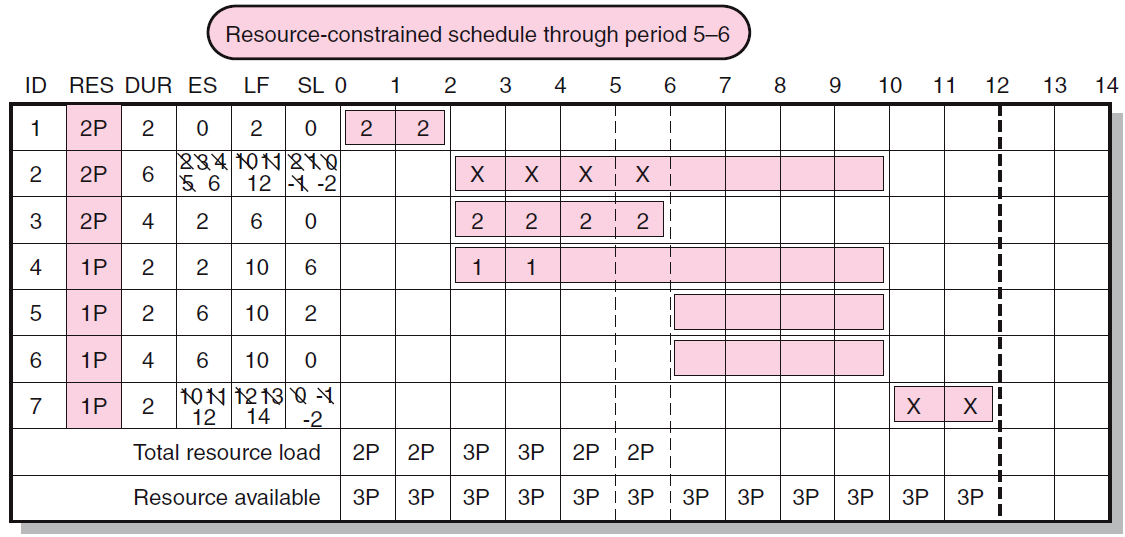 Resource-constrained schedule through period 5–6
ID RES DUR ES LF SL 0 1 2 3 4 5 6 7 8 9 10 11 12 13 14
1 2P 2 0 2 0 2 2
2 3 4 10 11 2 1 0
2 2P 6 5 6 12 -1 -2 X X X X
3 2P 4 2 6 0 2 2 2 2
4 1P 2 2 10 6 1 1
5 1P 2 6 10 2
6 1P 4 6 10 0
10 11 12 13 0 -1
7 1P 2 12 14 -2 X X
Total resource load 2P 2P 3P 3P 2P 2P
Resource available 3P 3P 3P 3P 3P 3P 3P 3P 3P 3P 3P 3P